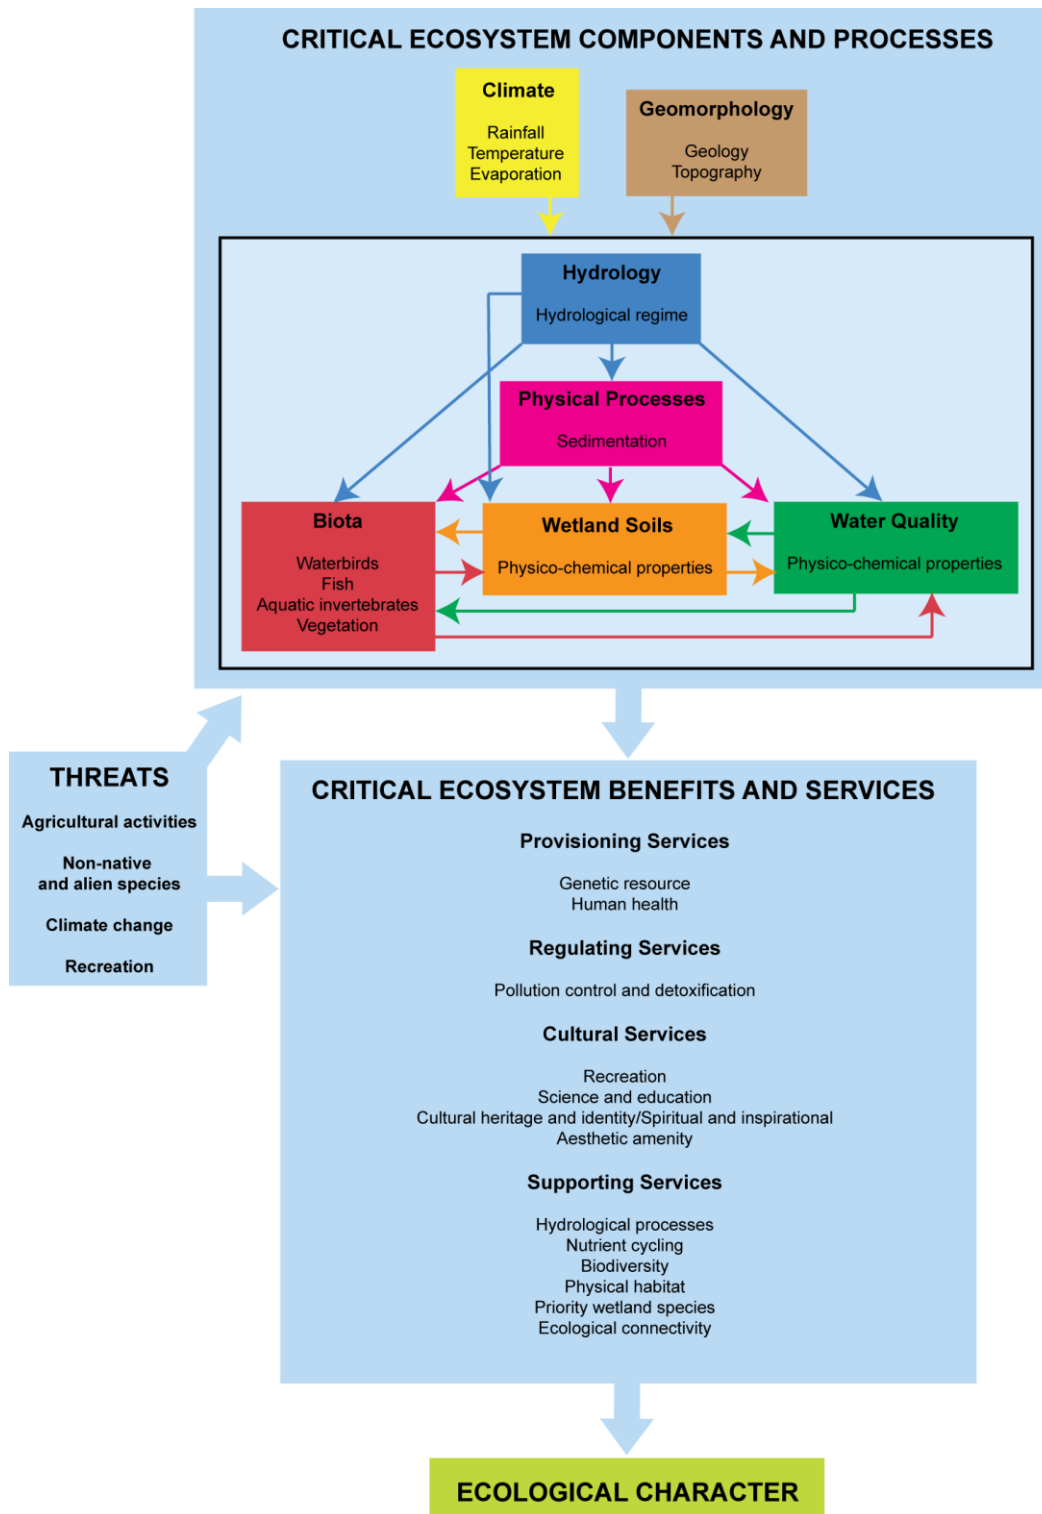 CRITICAL ECOSYSTEM COMPONENTS AND PROCESSES
Climate
Rainfall
Temperature
Evaporation
Geomorphology
Geology
Topography
Hydrology
Hydrological regime
Physical Processes
Sedimentation
Biota
Waterbirds
Fish
Aquatic invertebrates
Vegetation
Wetland Soils
Physico-chemical properties
Water Quality
Physico-chemical properties
THREATS
Agricultural activities
Non-native
and alien species
Climate change
Recreation
CRITICAL ECOSYSTEM BENEFITS AND SERVICES
Provisioning Services
Genetic resource
Human health
Regulating Services
Pollution control and detoxification
Cultural Services
Recreation
Science and education
Cultural heritage and identity/Spiritual and inspirational
Aesthetic amenity
Supporting Services
Hydrological processes
Nutrient cycling
Biodiversity
Physical habitat
Priority wetland species
Ecological connectivity
ECOLOGICAL CHARACTER